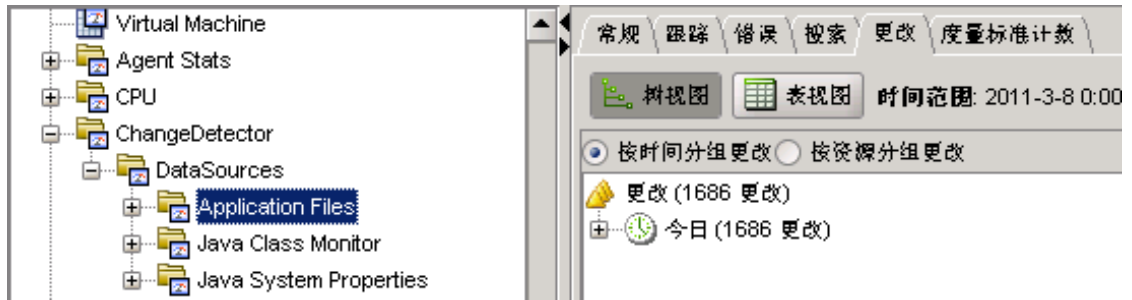 Virtual Machine
Agent Stats
CPU
ChangeDetector
DataSources
Application Files
Java Class Monitor
Java System Properties
常规 跟踪 错误 搜索 更改 度量标准计数
树视图 表视图 时间范围: 2011-3-8 0:00
按时间分组更改 按资源分组更改
更改 (1686 更改)
今日 (1686 更改)